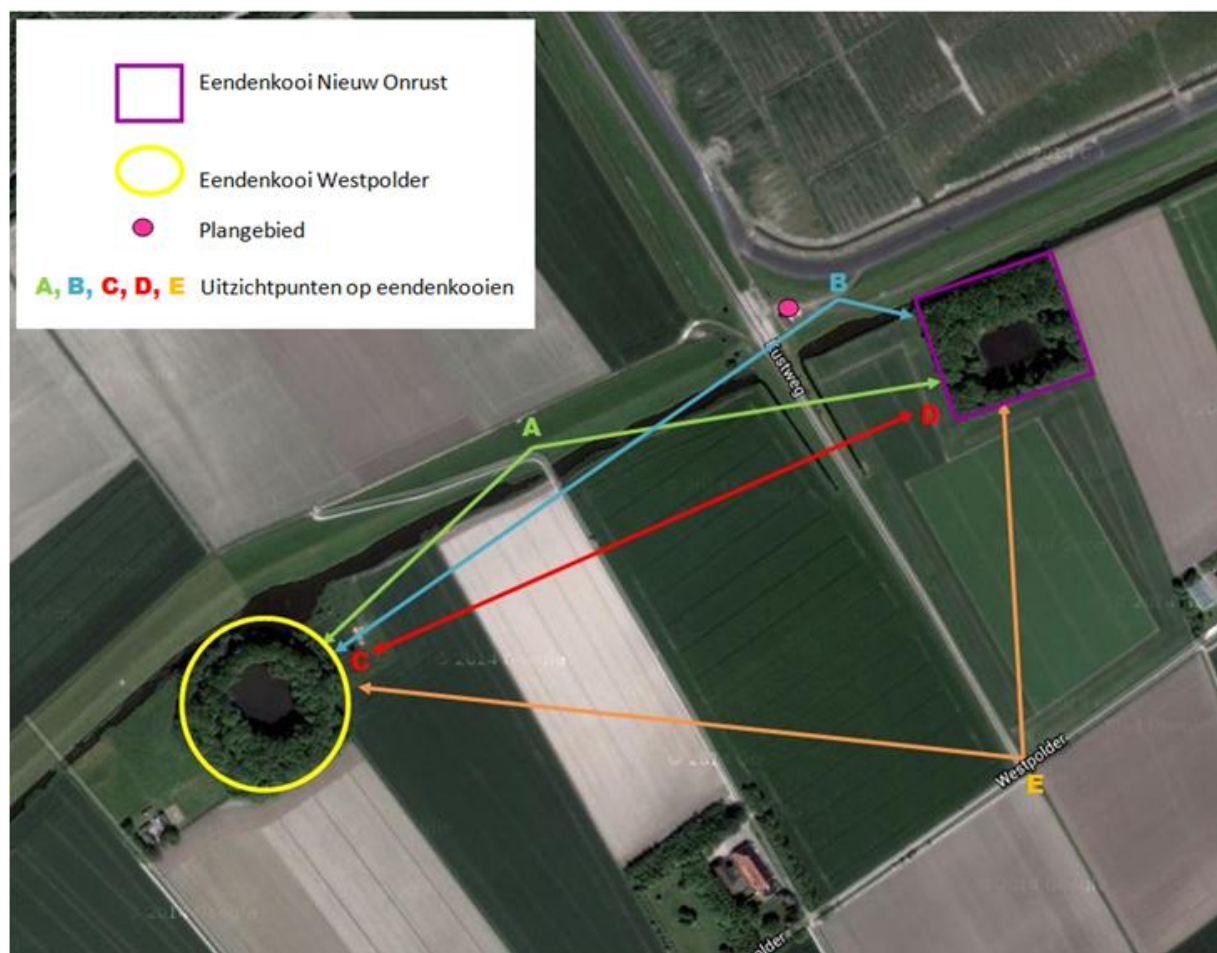 Eendenkooi Nieuw Onrust
Eendenkooi Westpolder
Plangebied
A, B, C, D, E Uitzichtpunten op eendenkooien
B
Kustweg
A
D
C
Westpolder
E